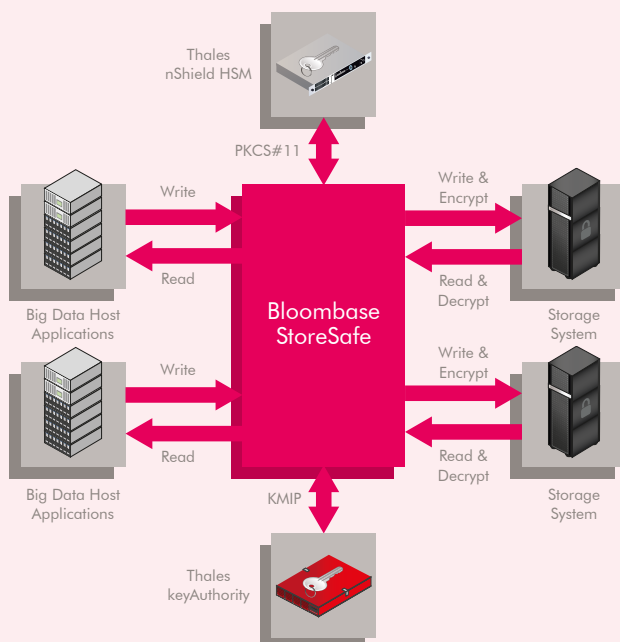 Thales
nShield HSM
PKCS#11
Write
Write &
Encrypt
Read
Read &
Decrypt
Big Data Host
Applications
Bloombase
StoreSafe
Storage
System
Write
Write &
Encrypt
Read
Read &
Decrypt
Big Data Host
Applications
KMIP
Storage
System
Thales
keyAuthority